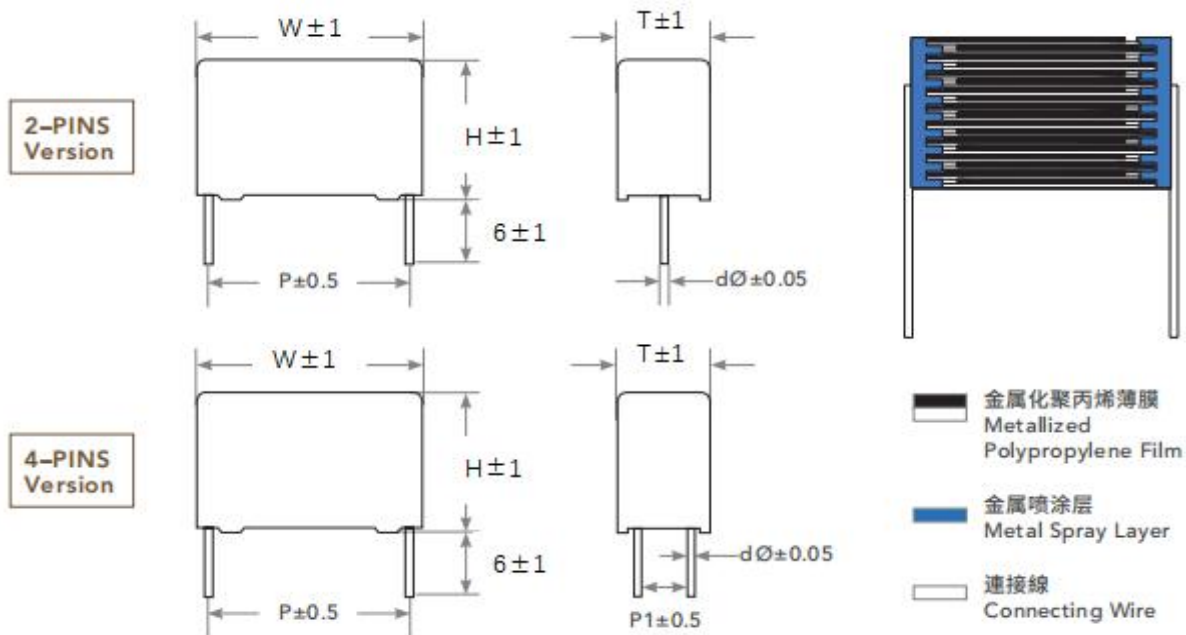 W±1
T±1
2–PINS
Version
H±1
6±1
P±0.5
dØ±0.05
W±1
T±1
4–PINS
Version
H±1
6±1
P±0.5
dØ±0.05
P1±0.5
金属化聚丙烯薄膜
Metallized
Polypropylene Film
金属喷涂层
Metal Spray Layer
連接線
Connecting Wire